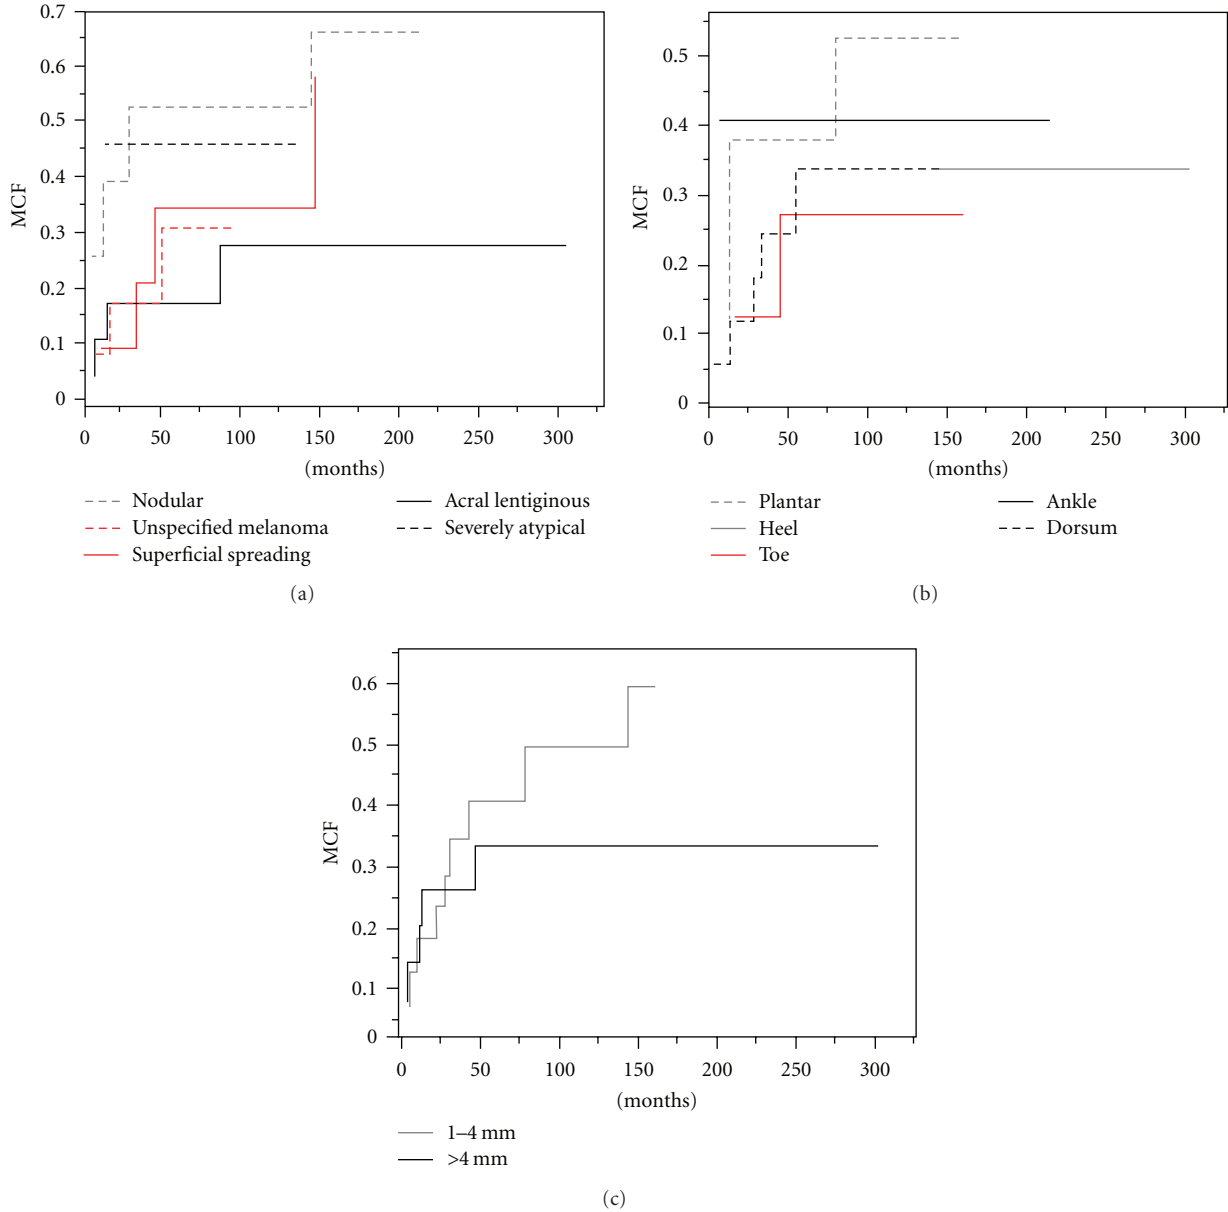 0.7
0.6
0.5
0.4
0.3
0.2
0.1
0
MCF
0 50 100 150 200 250 300
(months)
Nodular
Unspecified melanoma
Superficial spreading
Acral lentiginous
Severely atypical
(a)
0.5
0.4
0.3
0.2
0.1
0
MCF
0 50 100 150 200 250 300
(months)
Plantar
Heel
Toe
Ankle
Dorsum
(b)
0.6
0.5
0.4
0.3
0.2
0.1
0
MCF
0 50 100 150 200 250 300
(months)
1–4 mm
>4 mm
(c)